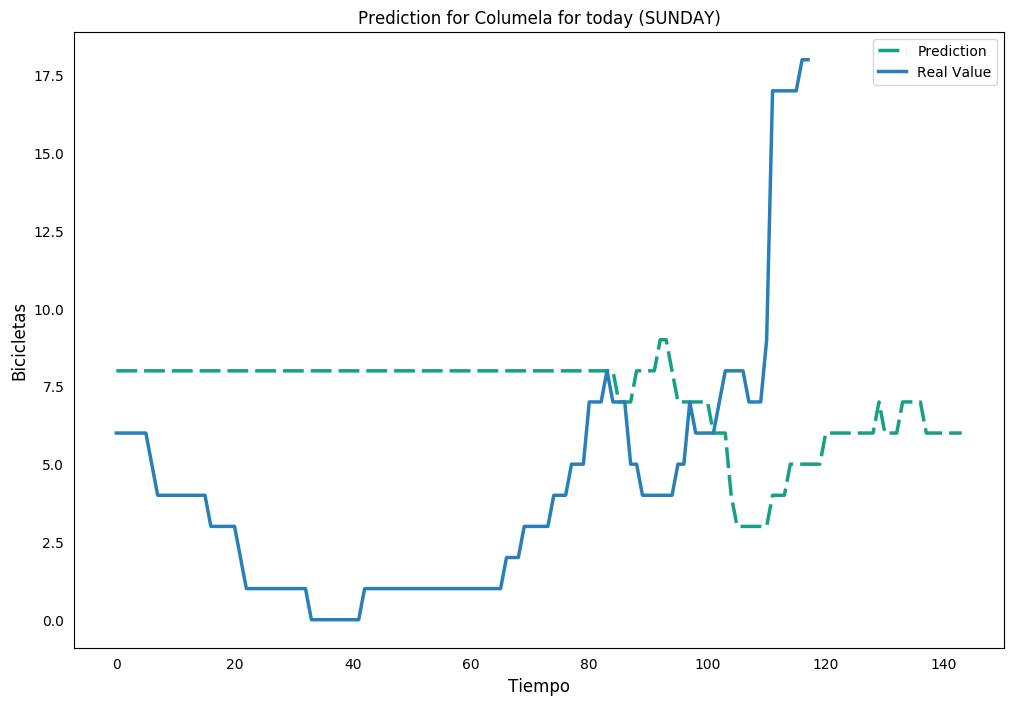 Prediction for Columela for today (SUNDAY)
Prediction
Real Value
17.5
15.0
12.5
10.0
7.5
5.0
2.5
0.0
Bicicletas
0 20 40 60 80 100 120 140
Tiempo